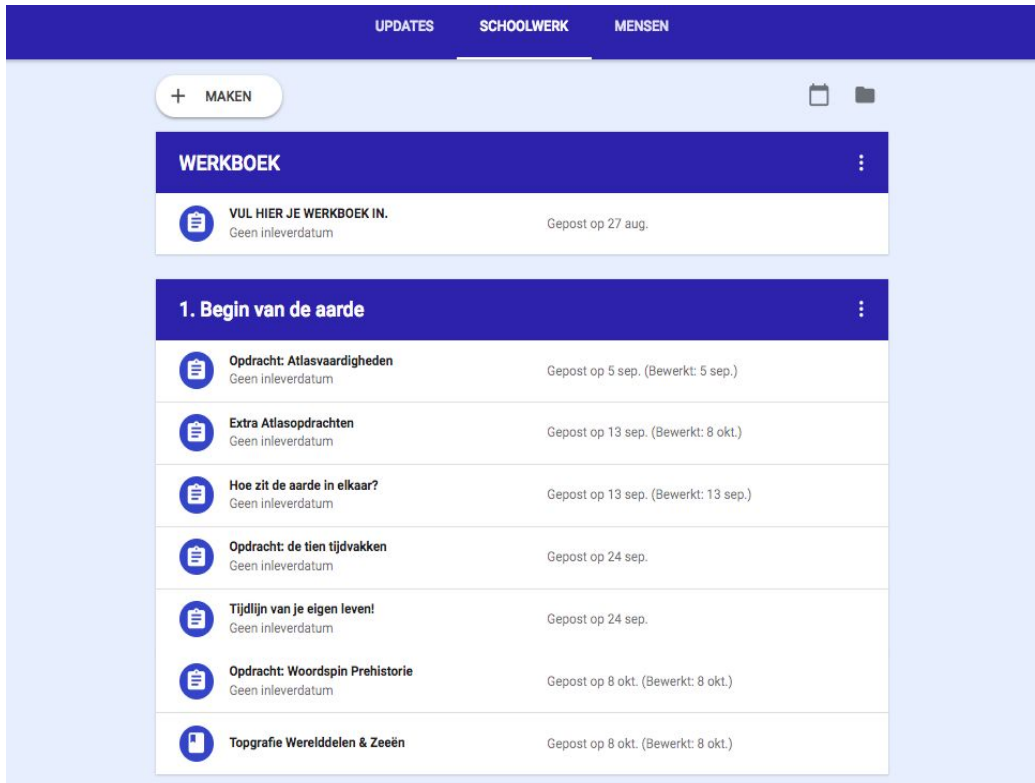 UPDATES SCHOOLWERK MENSEN
+ MAKEN
WERKBOEK
VUL HIER JE WERKBOEK IN.
Geen inleverdatum
Gepost op 27 aug.
1. Begin van de aarde
Opdracht: Atlasvaardigheden
Geen inleverdatum
Gepost op 5 sep. (Bewerkt: 5 sep.)
Extra Atlasopdrachten
Geen inleverdatum
Gepost op 13 sep. (Bewerkt: 8 okt.)
Hoe zit de aarde in elkaar?
Geen inleverdatum
Gepost op 13 sep. (Bewerkt: 13 sep.)
Opdracht: de tien tijdvakken
Geen inleverdatum
Gepost op 24 sep.
Tijdlijn van je eigen leven!
Geen inleverdatum
Gepost op 24 sep.
Opdracht: Woordspin Prehistorie
Geen inleverdatum
Gepost op 8 okt. (Bewerkt: 8 okt.)
Topgrafie Werelddelen & Zeeën
Gepost op 8 okt. (Bewerkt: 8 okt.)